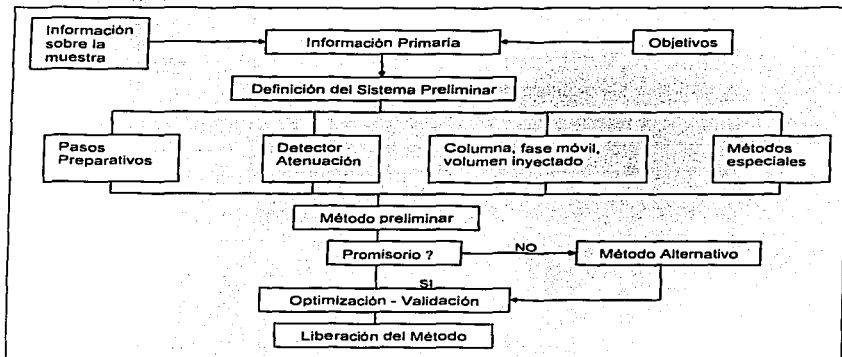 Información
sobre la
muestra
Información Primaria
Objetivos
Definición del Sistema Preliminar
Pasos
Preparativos
Detector
Atenuación
Columna, fase móvil,
volumen inyectado
Métodos
especiales
Método preliminar
Promisorio ?
NO
Método Alternativo
SI
Optimización - Validación
Liberación del Método